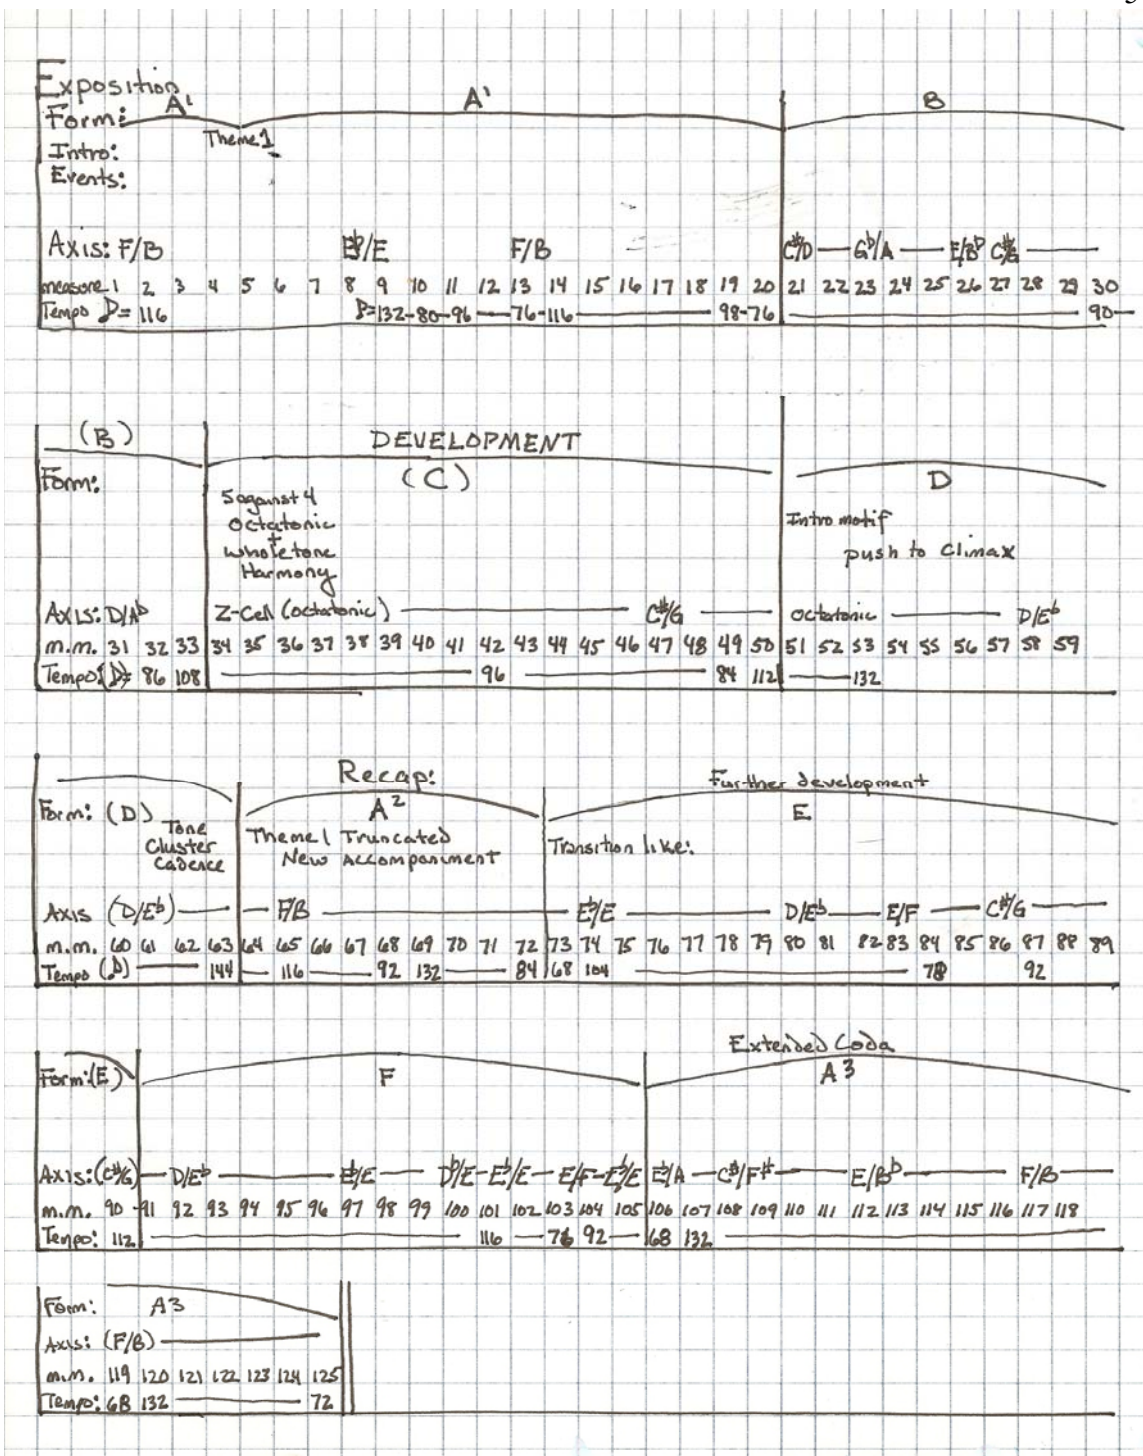 Exposition
A' A' B
Form:
Theme 1
Intro:
Events:
Axis: F/B E♭/E F/B C#/D — G♭/A — E/B♭ C#/G —
measure 1 2 3 4 5 6 7 8 9 10 11 12 13 14 15 16 17 18 19 20 21 22 23 24 25 26 27 28 29 30
Tempo ♪= 116 ♪=132-80-96 — 76-116 — 98-76 — 90 —
(B) DEVELOPMENT
Form: (C) D
5 against 4
Octatonic
+
Whole tone
Harmony
Intro motif
push to Climax
Axis: D/A♭ Z-Cell (octatonic) — C#/G — octatonic — D/E♭
m.m. 31 32 33 34 35 36 37 38 39 40 41 42 43 44 45 46 47 48 49 50 51 52 53 54 55 56 57 58 59
Tempo: (♪)= 86 108 — 96 — 84 112 — 132
Recap: Further development
Form: (D) A2 E
Tone
Cluster
Cadence
Theme 1 Truncated
New Accompaniment
Transition like:
Axis (D/E♭) — F/B — E♭/E — D/E♭ — E/F — C#/G —
m.m. 60 61 62 63 64 65 66 67 68 69 70 71 72 73 74 75 76 77 78 79 80 81 82 83 84 85 86 87 88 89
Tempo (♪) — 144 — 116 — 92 132 — 84 68 104 — 92
Extended Coda
Form: (E) F A3
Axis: (C#/G) — D/E♭ — E♭/E — D♭/E — E♭/E — E/F — E♭/E E♭/A — C#/F# — E/B♭ — F/B —
m.m. 90 91 92 93 94 95 96 97 98 99 100 101 102 103 104 105 106 107 108 109 110 111 112 113 114 115 116 117 118
Tempo: 112 — 116 — 76 92 — 68 132 —
Form: A3
Axis: (F/B) —
m.m. 119 120 121 122 123 124 125
Tempo: 68 132 — 72